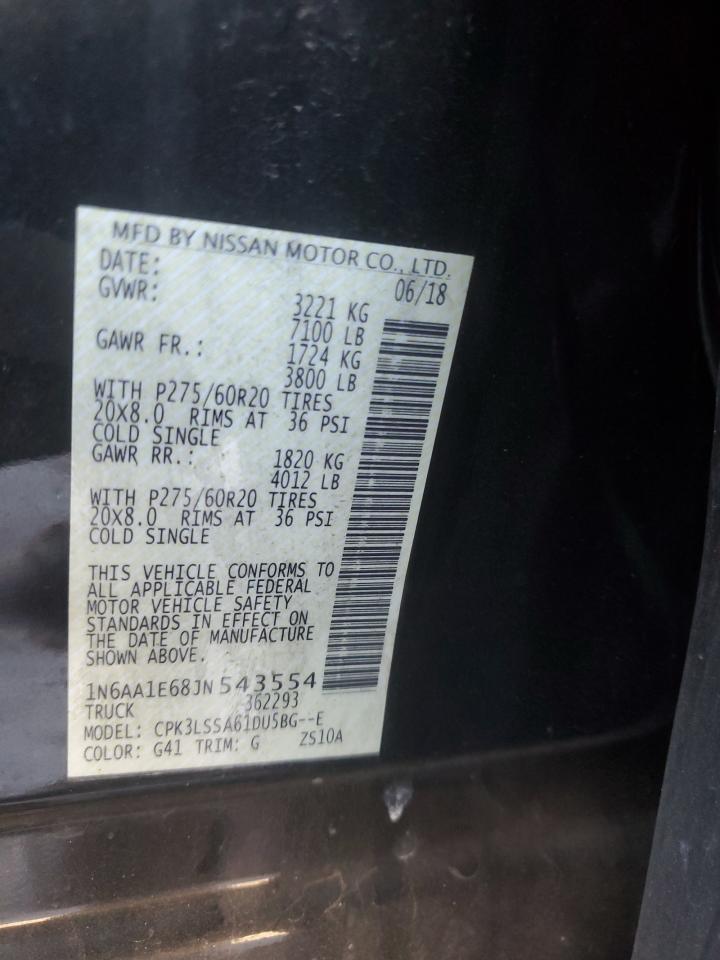 MFD BY NISSAN MOTOR CO., LTD.
DATE: 06/18
GVWR: 3221 KG
7100 LB
GAWR FR.: 1724 KG
3800 LB
WITH P275/60R20 TIRES
20X8.0 RIMS AT 36 PSI
COLD SINGLE
GAWR RR.: 1820 KG
4012 LB
WITH P275/60R20 TIRES
20X8.0 RIMS AT 36 PSI
COLD SINGLE
THIS VEHICLE CONFORMS TO
ALL APPLICABLE FEDERAL
MOTOR VEHICLE SAFETY
STANDARDS IN EFFECT ON
THE DATE OF MANUFACTURE
SHOWN ABOVE.
1N6AA1E68JN543554
TRUCK 362293
MODEL: CPK3LSSA61DU5BG--E
COLOR: G41 TRIM: G ZS10A